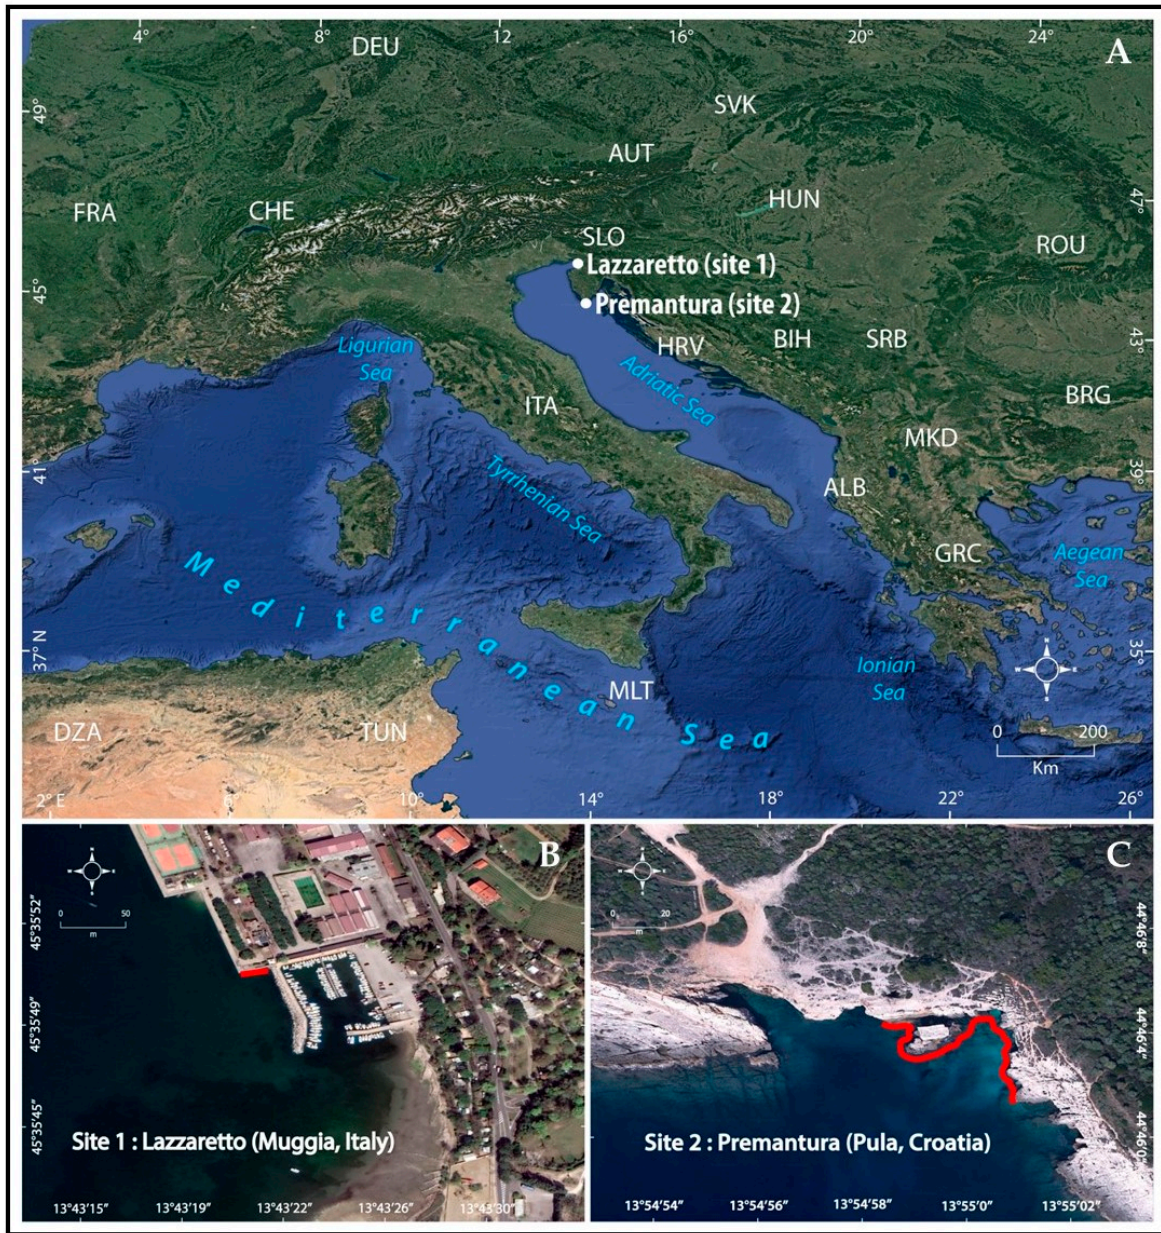 4°
8°
12°
16°
20°
24°
A
DEU
49°
SVK
AUT
FRA
CHE
HUN
47°
SLO
ROU
Lazzaretto (site 1)
45°
Premantura (site 2)
Ligurian
Sea
HRV
BIH
SRB
43°
Adriatic Sea
ITA
BRG
MKD
41°
Tyrrhenian Sea
ALB
39°
GRC
Aegean
Sea
Mediterranean Sea
N
W
E
S
37° N
35°
Ionian
Sea
MLT
DZA
TUN
0
200
Km
2° E
6°
10°
14°
18°
22°
26°
B
0
50
m
45°35'52"
45°35'49"
45°35'45"
Site 1 : Lazzaretto (Muggia, Italy)
13°43'15"
13°43'19"
13°43'22"
13°43'26"
13°43'30"
C
0
20
m
44°46'8"
44°46'4"
44°46'0"
Site 2 : Premantura (Pula, Croatia)
13°54'54"
13°54'56"
13°54'58"
13°55'0"
13°55'02"